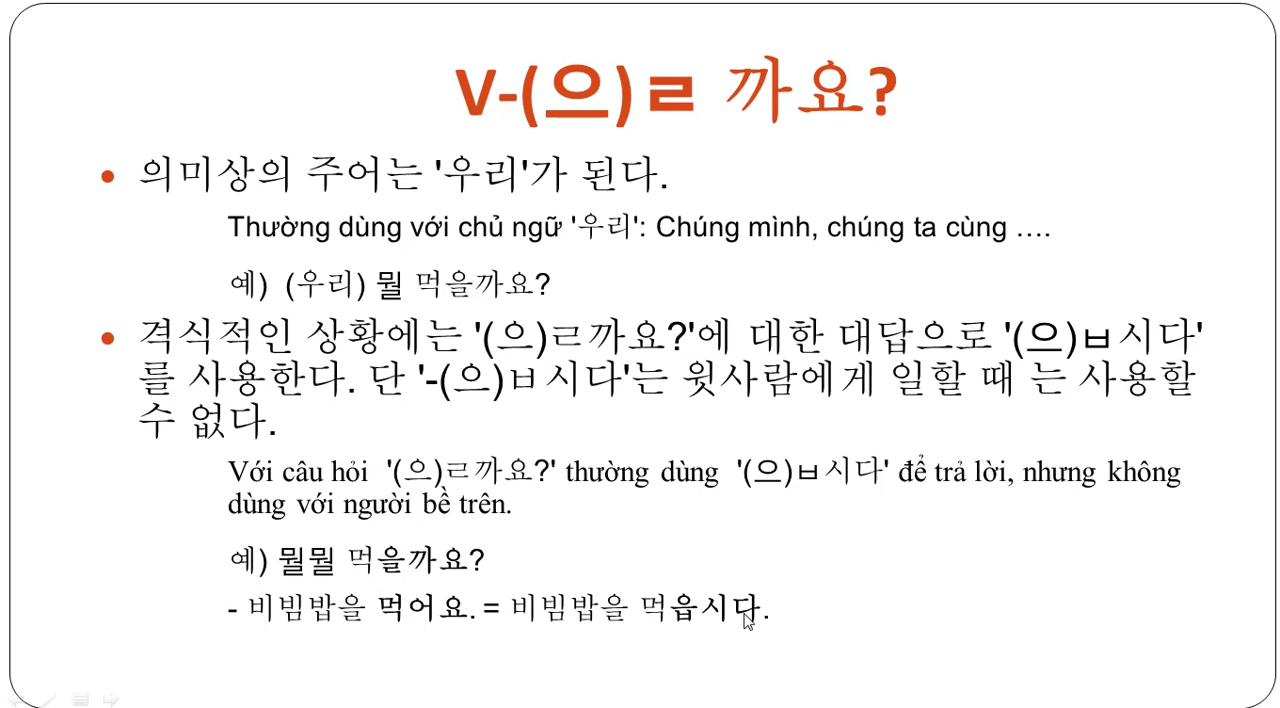 V-(으)ㄹ 까요?
• 의미상의 주어는 '우리'가 된다.
Thường dùng với chủ ngữ '우리': Chúng mình, chúng ta cùng ….
예) (우리) 뭘 먹을까요?
• 격식적인 상황에는 '(으)ㄹ까요?'에 대한 대답으로 '(으)ㅂ시다'
를 사용한다. 단 '-(으)ㅂ시다'는 윗사람에게 일할 때 는 사용할
수 없다.
Với câu hỏi '(으)ㄹ까요?' thường dùng '(으)ㅂ시다' để trả lời, nhưng không
dùng với người bề trên.
예) 뭘뭘 먹을까요?
- 비빔밥을 먹어요. = 비빔밥을 먹읍시다.